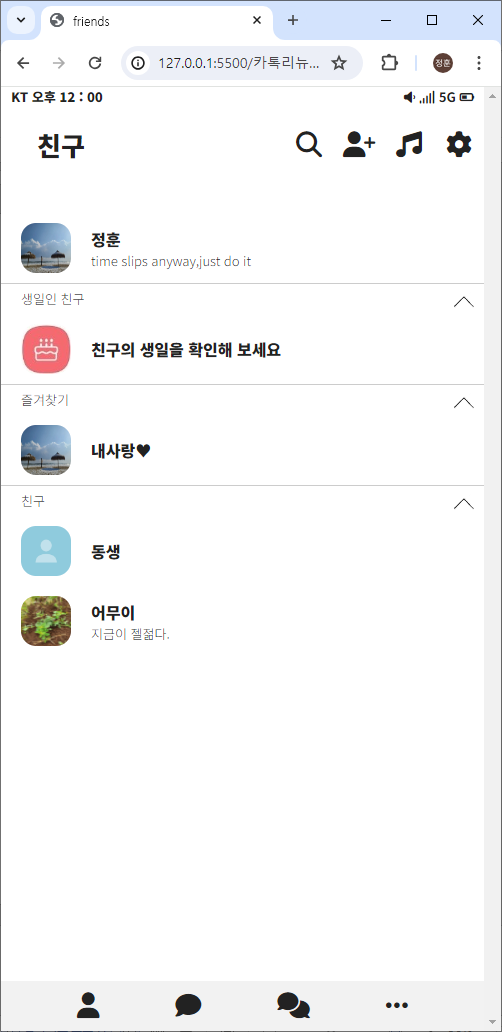 friends
127.0.0.1:5500/카톡리뉴...
정훈
KT 오후 12 : 00
5G
친구
정훈
time slips anyway,just do it
생일인 친구
친구의 생일을 확인해 보세요
즐겨찾기
내사랑♥
친구
동생
어무이
지금이 젤젊다.